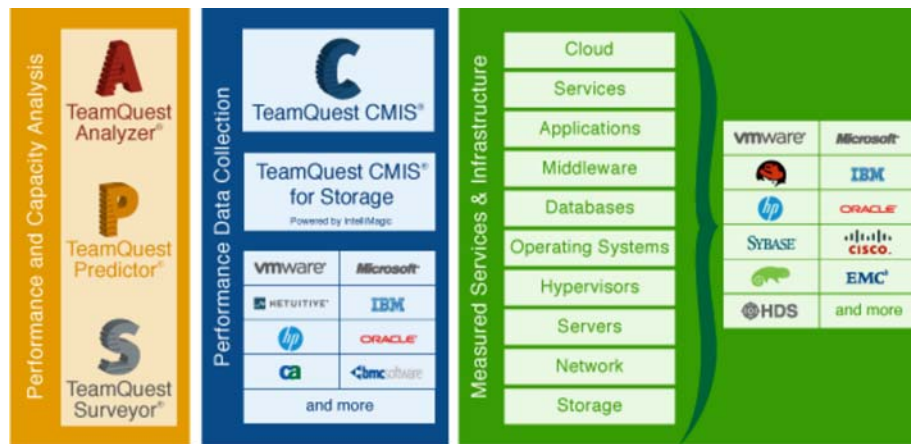 Performance and Capacity Analysis
A
TeamQuest
Analyzer®
P
TeamQuest
Predictor®
S
TeamQuest
Surveyor®
Performance Data Collection
C
TeamQuest CMIS®
TeamQuest CMIS®
for Storage
Powered by IntelliMagic
vmware®
Microsoft®
NETUITIVE®
IBM
hp
ORACLE®
ca
bmcsoftware
and more
Measured Services & Infrastructure
Cloud
Services
Applications
Middleware
Databases
Operating Systems
Hypervisors
Servers
Network
Storage
vmware®
Microsoft®
IBM
hp
ORACLE®
SYBASE®
CISCO.
EMC²
HDS
and more